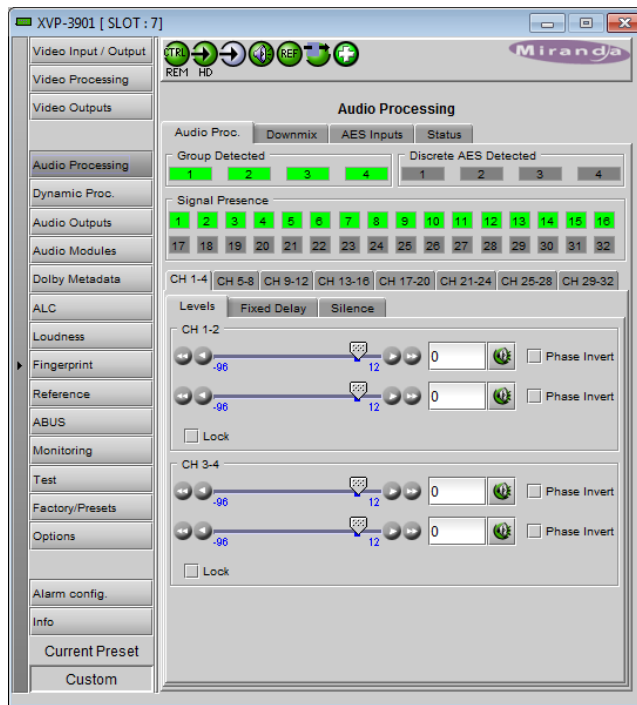 XVP-3901 [ SLOT : 7]
Video Input / Output
Video Processing
Video Outputs
Audio Processing
Dynamic Proc.
Audio Outputs
Audio Modules
Dolby Metadata
ALC
Loudness
Fingerprint
Reference
ABUS
Monitoring
Test
Factory/Presets
Options
Alarm config.
Info
Current Preset
Custom
CTRL REF
REM HD
Miranda
Audio Processing
Audio Proc. Downmix AES Inputs Status
Group Detected Discrete AES Detected
1 2 3 4 1 2 3 4
Signal Presence
1 2 3 4 5 6 7 8 9 10 11 12 13 14 15 16
17 18 19 20 21 22 23 24 25 26 27 28 29 30 31 32
CH 1-4 CH 5-8 CH 9-12 CH 13-16 CH 17-20 CH 21-24 CH 25-28 CH 29-32
Levels Fixed Delay Silence
CH 1-2
-96 12 0 Phase Invert
-96 12 0 Phase Invert
Lock
CH 3-4
-96 12 0 Phase Invert
-96 12 0 Phase Invert
Lock